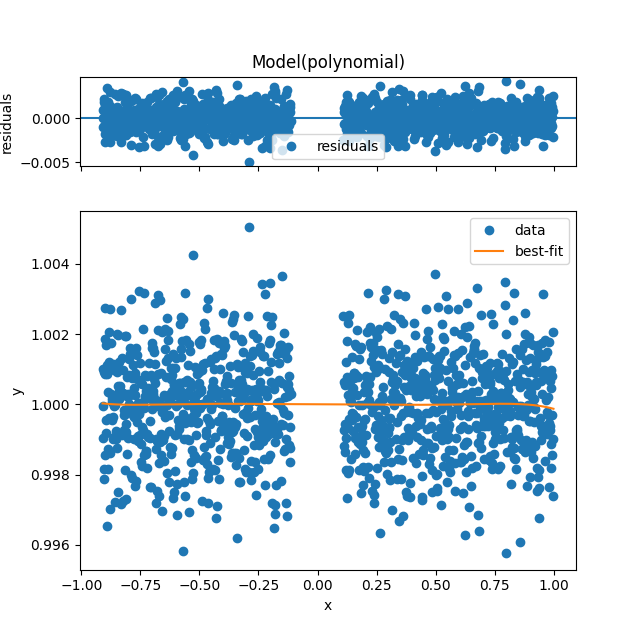 Model(polynomial)
residuals
0.000
−0.005
residuals
data
best-fit
y
1.004
1.002
1.000
0.998
0.996
−1.00 −0.75 −0.50 −0.25 0.00 0.25 0.50 0.75 1.00
x